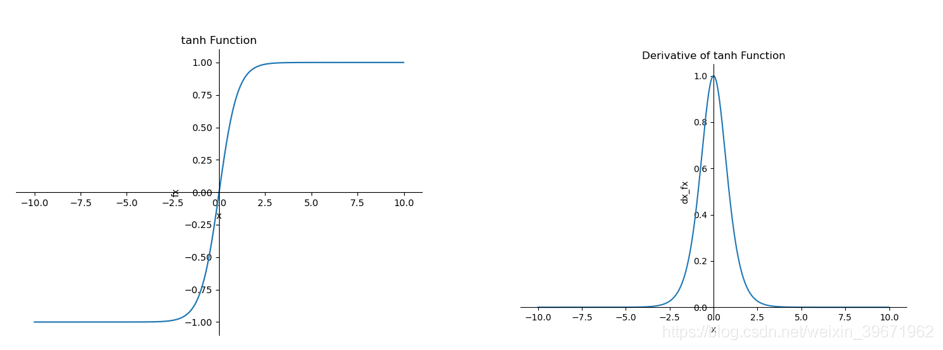 tanh Function
1.00
0.75
0.50
0.25
fx
0.00
−10.0 −7.5 −5.0 −2.5 0.0 2.5 5.0 7.5 10.0
x
−0.25
−0.50
−0.75
−1.00
Derivative of tanh Function
1.0
0.8
0.6
dx_fx
0.4
0.2
0.0
−10.0 −7.5 −5.0 −2.5 0.0 2.5 5.0 7.5 10.0
x
https://blog.csdn.net/weixin_39671962